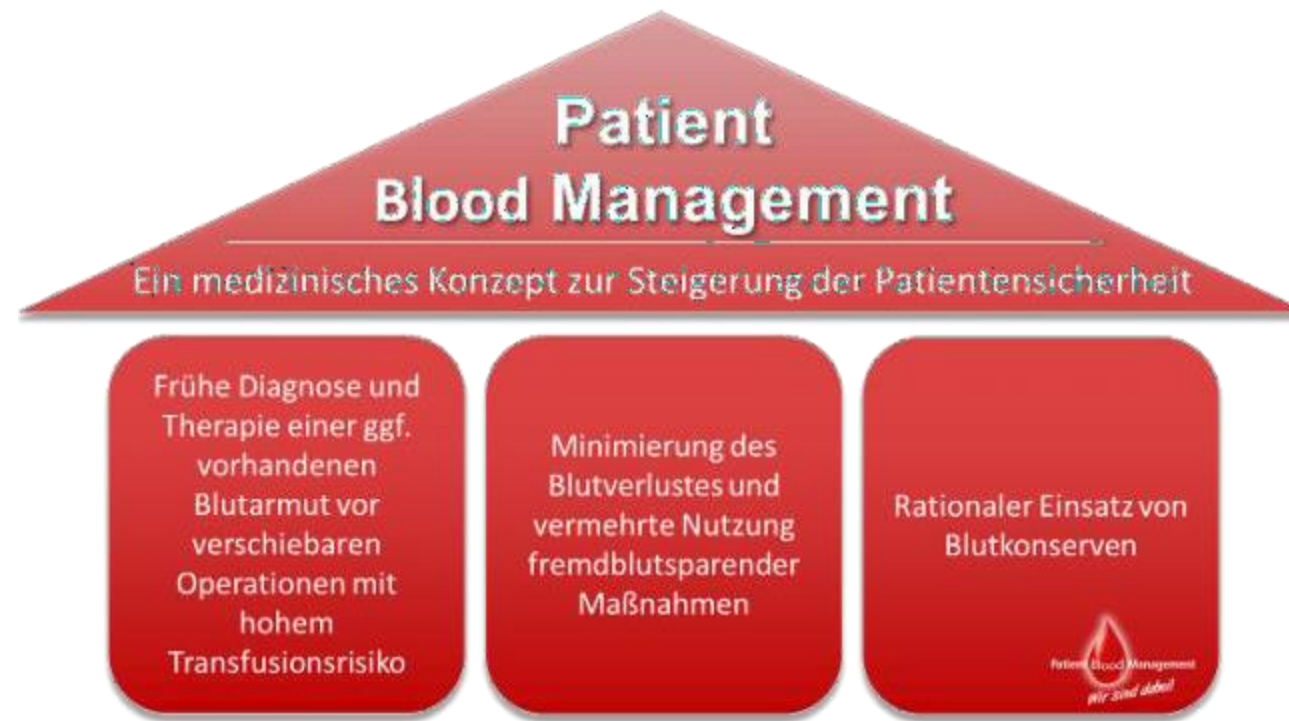 Patient
Blood Management
Ein medizinisches Konzept zur Steigerung der Patientensicherheit
Frühe Diagnose und
Therapie einer ggf.
vorhandenen
Blutarmut vor
verschiebaren
Operationen mit
hohem
Transfusionsrisiko
Minimierung des
Blutverlustes und
vermehrte Nutzung
fremdblutsparender
Maßnahmen
Rationaler Einsatz von
Blutkonserven
Patient Blood Management
Wir sind dabei!